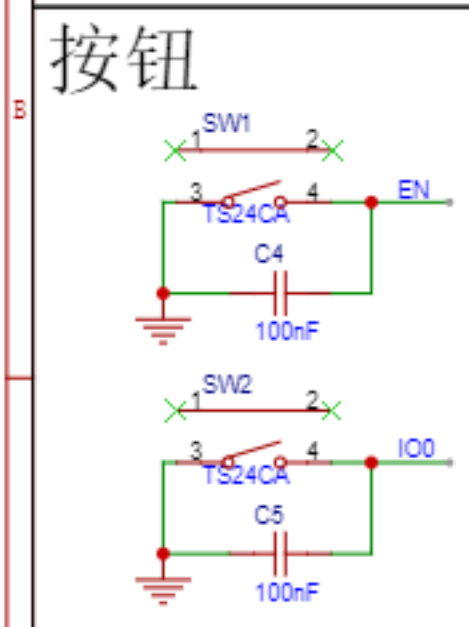 按钮
B
SW1
1 2
3 4 EN
TS24CA
C4
100nF
SW2
1 2
3 4 IO0
TS24CA
C5
100nF